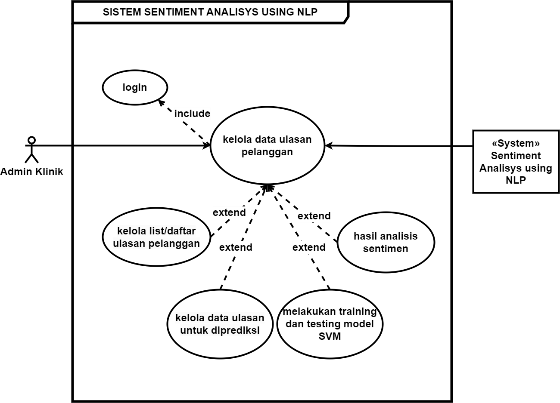 SISTEM SENTIMENT ANALISYS USING NLP
login
include
kelola data ulasan
pelanggan
Admin Klinik
«System»
Sentiment
Analisys using
NLP
extend
extend
kelola list/daftar
ulasan pelanggan
hasil analisis
sentimen
extend
extend
kelola data ulasan
untuk diprediksi
melakukan training
dan testing model
SVM